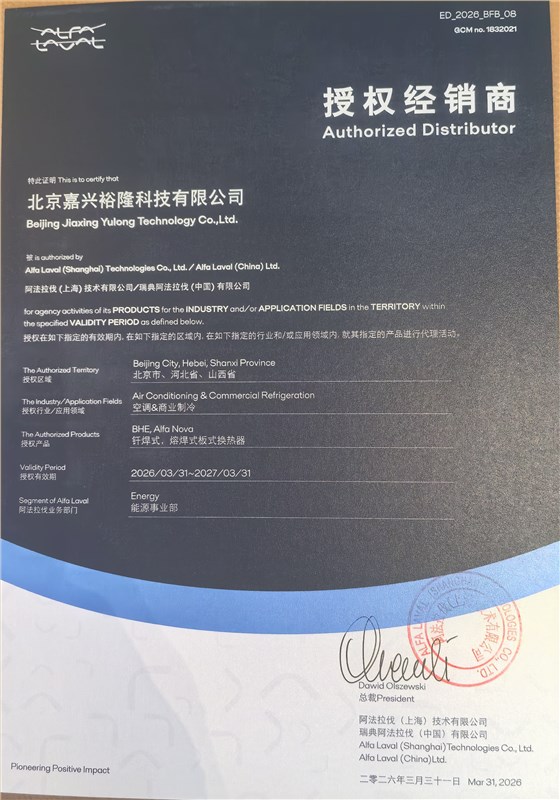 ALFA
LAVAL
ED_2026_BFB_08
GCM no. 1832021
授权经销商
Authorized Distributor
特此证明 This is to certify that
北京嘉兴裕隆科技有限公司
Beijing Jiaxing Yulong Technology Co.,Ltd.
被 is authorized by
Alfa Laval (Shanghai) Technologies Co., Ltd. / Alfa Laval (China) Ltd.
阿法拉伐 (上海) 技术有限公司/瑞典阿法拉伐 (中国) 有限公司
for agency activities of its PRODUCTS for the INDUSTRY and/or APPLICATION FIELDS in the TERRITORY within
the specified VALIDITY PERIOD as defined below.
授权在如下指定的有效期内, 在如下指定的区域内, 在如下指定的行业和/或应用领域内, 就其指定的产品进行代理活动。
The Authorized Territory
授权区域
Beijing City, Hebei, Shanxi Province
北京市、河北省、山西省
The Industry/Application Fields
授权行业/应用领域
Air Conditioning & Commercial Refrigeration
空调&商业制冷
The Authorized Products
授权产品
BHE, Alfa Nova
钎焊式, 熔焊式板式换热器
Validity Period
授权有效期
2026/03/31~2027/03/31
Segment of Alfa Laval
阿法拉伐业务部门
Energy
能源事业部
Dawid Olszewski
总裁President
阿法拉伐（上海）技术有限公司
瑞典阿法拉伐（中国）有限公司
Alfa Laval (Shanghai)Technologies Co., Ltd.
Alfa Laval (China)Ltd.
二零二六年三月三十一日 Mar 31, 2026
Pioneering Positive Impact